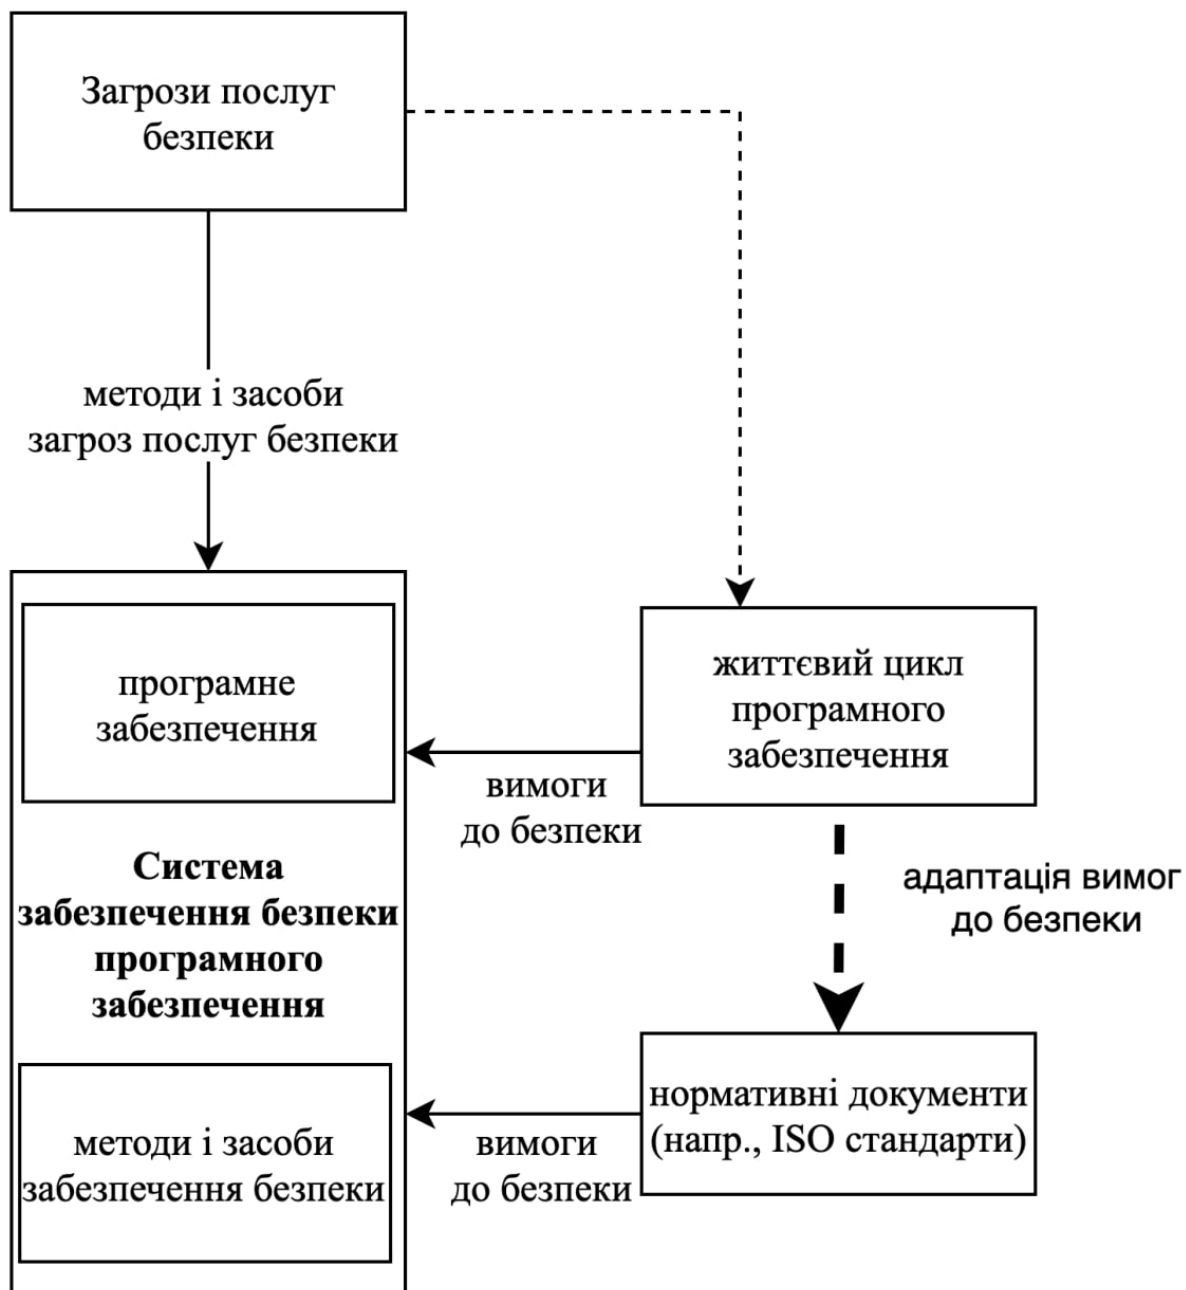 Загрози послуг
безпеки
методи і засоби
загроз послуг безпеки
програмне
забезпечення
життєвий цикл
програмного
забезпечення
вимоги
до безпеки
Система
забезпечення безпеки
програмного
забезпечення
адаптація вимог
до безпеки
методи і засоби
забезпечення безпеки
нормативні документи
(напр., ISO стандарти)
вимоги
до безпеки